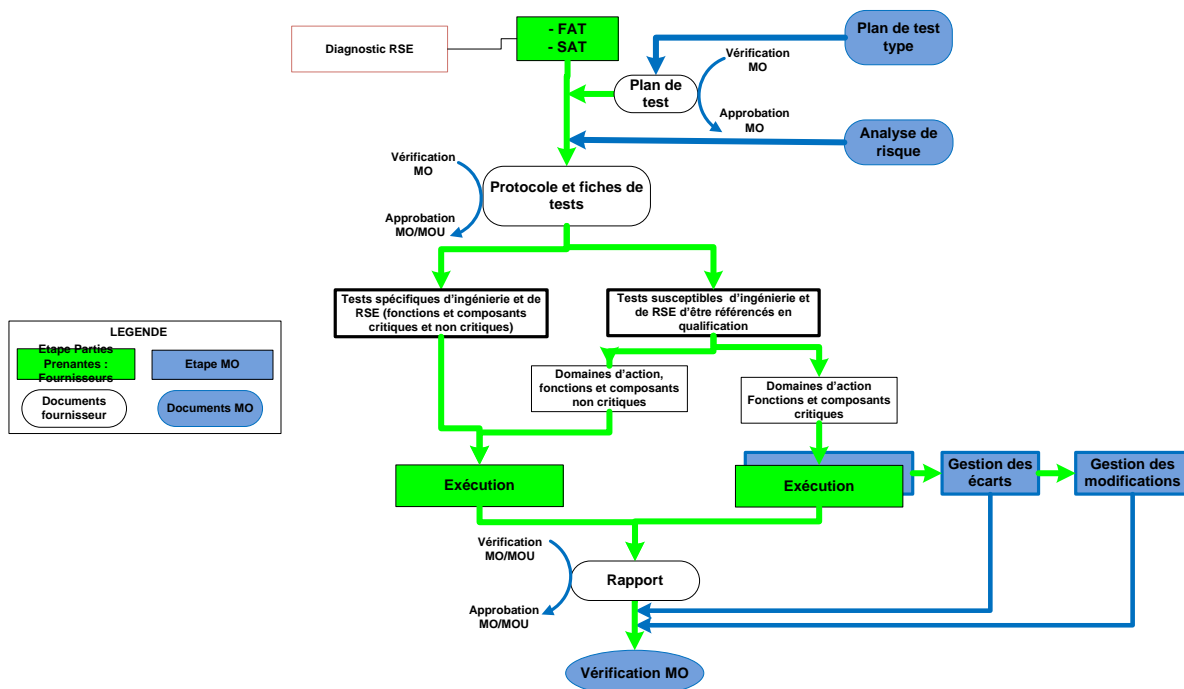 Diagnostic RSE
- FAT
- SAT
Plan de test
type
Vérification
MO
Plan de
test
Approbation
MO
Analyse de
risque
Vérification
MO
Protocole et fiches de
tests
Approbation
MO/MOU
Tests spécifiques d'ingénierie et de
RSE (fonctions et composants
critiques et non critiques)
Tests susceptibles d'ingénierie et
de RSE d'être référencés en
qualification
LEGENDE
Etape Parties
Prenantes :
Fournisseurs
Etape MO
Documents
fournisseur
Documents MO
Domaines d'action,
fonctions et composants
non critiques
Domaines d'action
Fonctions et composants
critiques
Exécution
Exécution
Gestion des
écarts
Gestion des
modifications
Vérification
MO/MOU
Rapport
Approbation
MO/MOU
Vérification MO